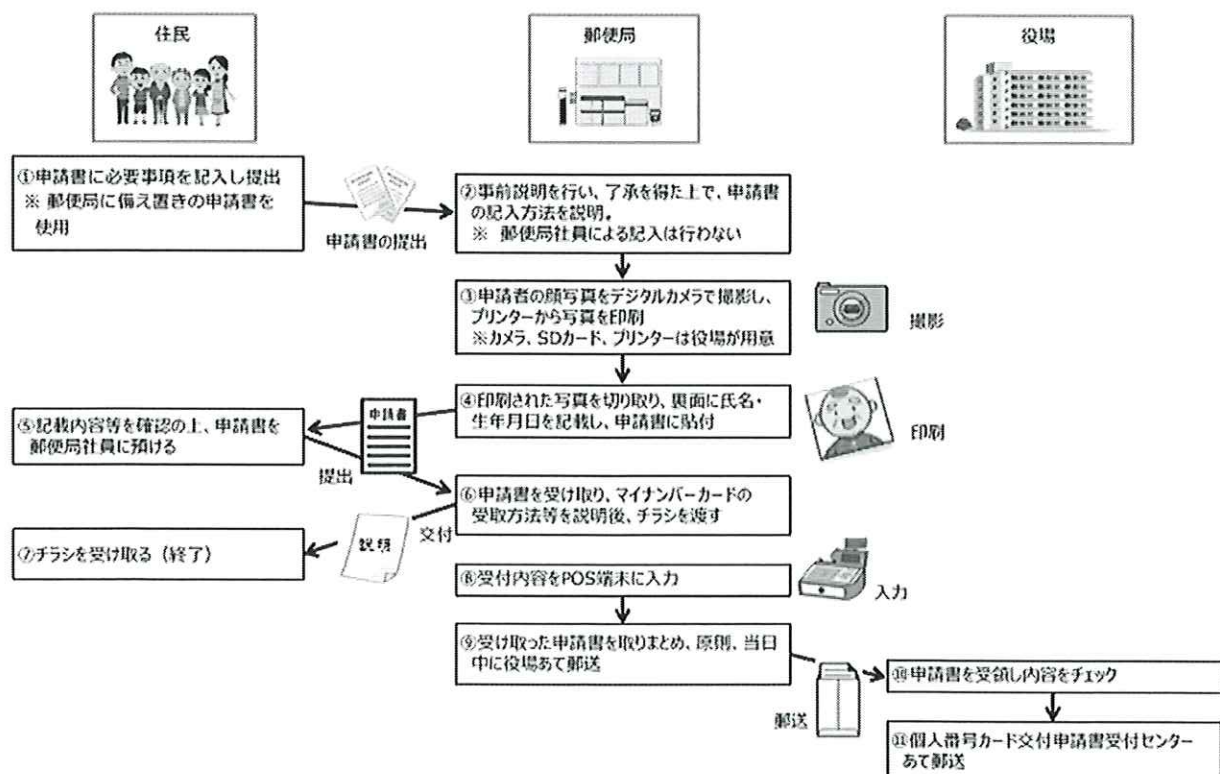 住民
郵便局
役場
①申請書に必要事項を記入し提出
※ 郵便局に備え置きの申請書を
使用
申請書の提出
②事前説明を行い、了承を得た上で、申請書
の記入方法を説明。
※ 郵便局社員による記入は行わない
③申請者の顔写真をデジタルカメラで撮影し、
プリンターから写真を印刷
※カメラ、SDカード、プリンターは役場が用意
撮影
④印刷された写真を切り取り、裏面に氏名・
生年月日を記載し、申請書に貼付
印刷
申請書
⑤記載内容等を確認の上、申請書を
郵便局社員に預ける
提出
⑥申請書を受け取り、マイナンバーカードの
受取方法等を説明後、チラシを渡す
交付
説明
⑦チラシを受け取る（終了）
⑧受付内容をPOS端末に入力
入力
⑨受け取った申請書を取りまとめ、原則、当日
中に役場あて郵送
郵送
⑩申請書を受領し内容をチェック
⑪個人番号カード交付申請書受付センター
あて郵送